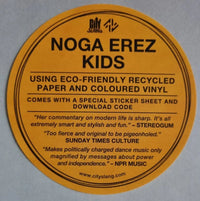 NOGA EREZ
KIDS
USING ECO-FRIENDLY RECYCLED
PAPER AND COLOURED VINYL
COMES WITH A SPECIAL STICKER SHEET AND
DOWNLOAD CODE
"Her commentary on modern life is sharp. It's all
extremely smart and stylish and fun." – STEREOGUM
"Too fierce and original to be pigeonholed."
SUNDAY TIMES CULTURE
"Makes politically charged dance music only
magnified by messages about power
and independence." – NPR MUSIC
www.cityslang.com